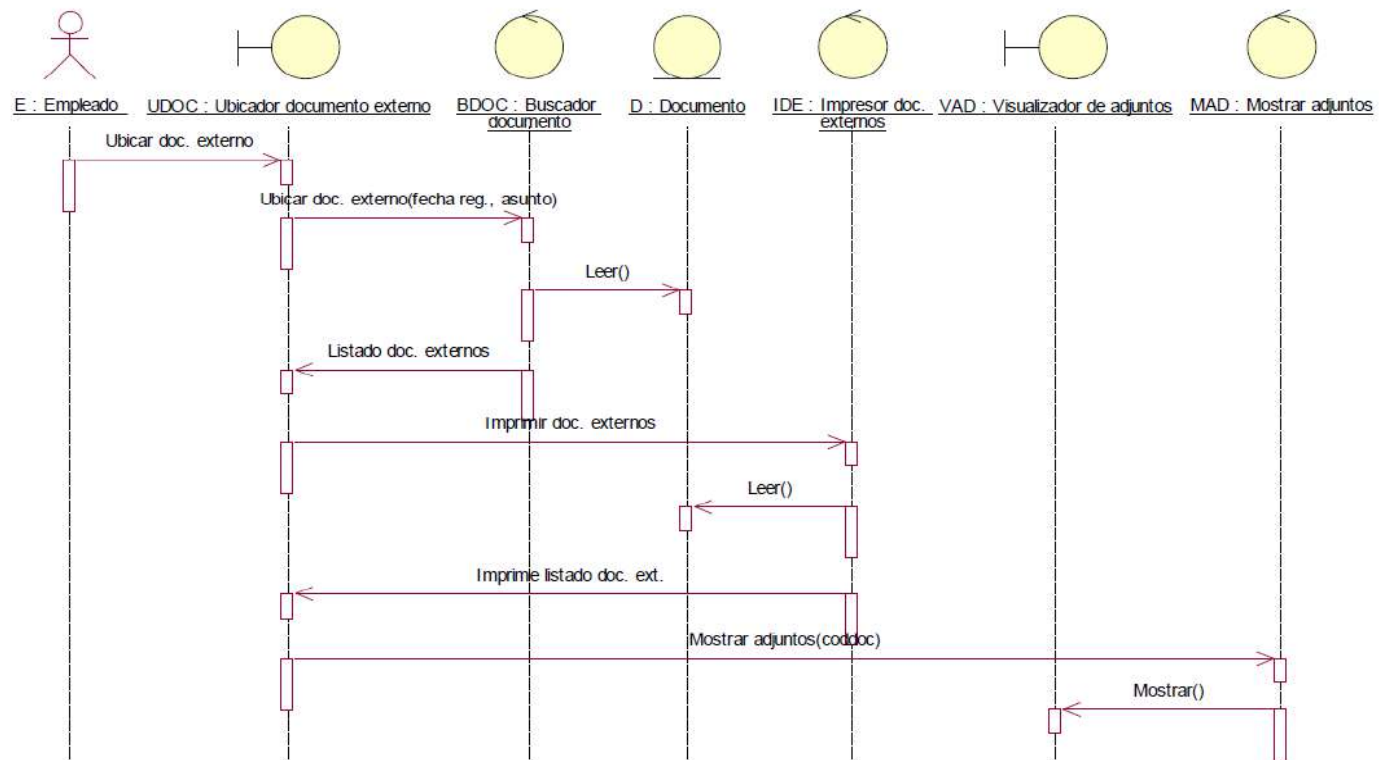 E : Empleado
UDOC : Ubicador documento externo
BDOC : Buscador
documento
D : Documento
IDE : Impresor doc.
externos
VAD : Visualizador de adjuntos
MAD : Mostrar adjuntos
Ubicar doc. externo
Ubicar doc. externo(fecha reg., asunto)
Leer()
Listado doc. externos
Imprimir doc. externos
Leer()
Imprime listado doc. ext.
Mostrar adjuntos(coddoc)
Mostrar()